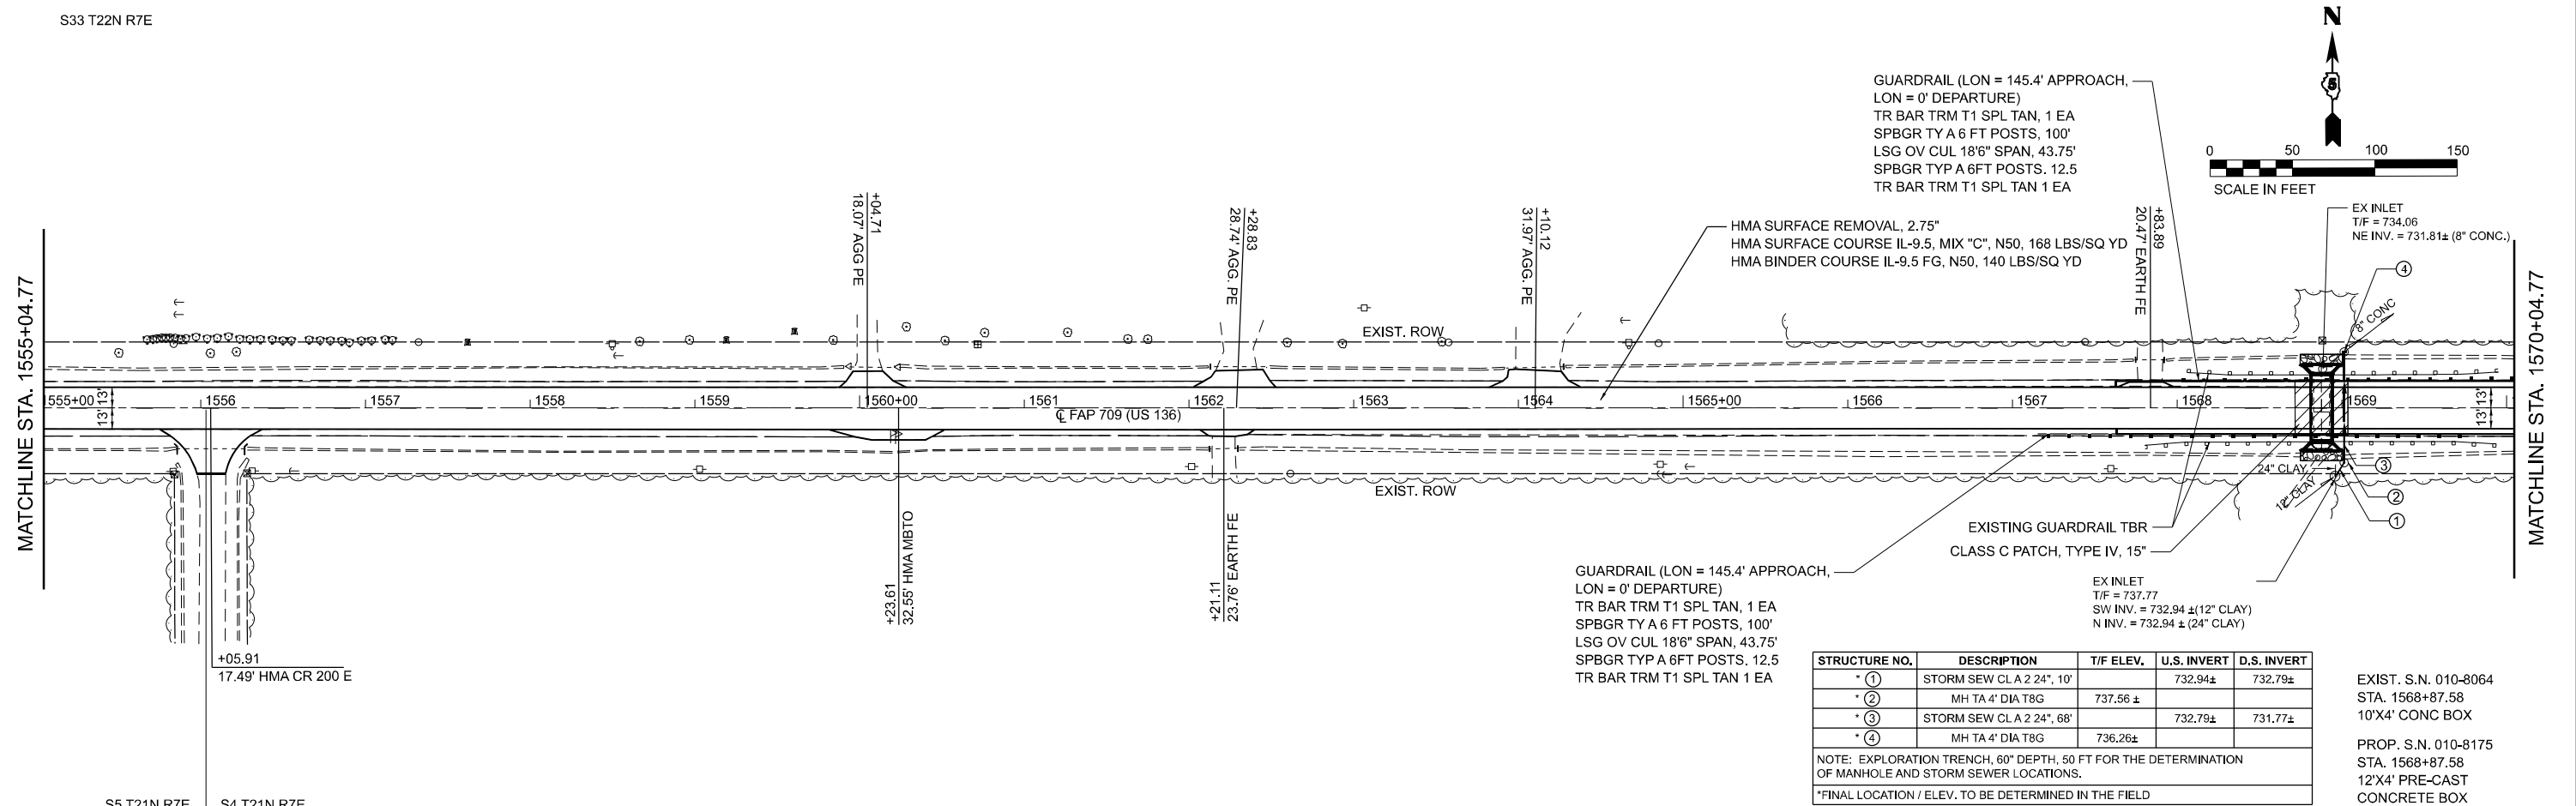 S33 T22N R7E
N
5
0 50 100 150
SCALE IN FEET
GUARDRAIL (LON = 145.4' APPROACH,
LON = 0' DEPARTURE)
TR BAR TRM T1 SPL TAN, 1 EA
SPBGR TY A 6 FT POSTS, 100'
LSG OV CUL 18'6" SPAN, 43.75'
SPBGR TYP A 6FT POSTS. 12.5
TR BAR TRM T1 SPL TAN 1 EA
HMA SURFACE REMOVAL, 2.75"
HMA SURFACE COURSE IL-9.5, MIX "C", N50, 168 LBS/SQ YD
HMA BINDER COURSE IL-9.5 FG, N50, 140 LBS/SQ YD
EX INLET
T/F = 734.06
NE INV. = 731.81± (8" CONC.)
+04.71
18.07' AGG PE
+28.83
28.74' AGG. PE
+10.12
31.97' AGG. PE
+83.89
20.47' EARTH FE
4
8" CONC
MATCHLINE STA. 1555+04.77
MATCHLINE STA. 1570+04.77
EXIST. ROW
13' 13'
1555+00 1556 1557 1558 1559 1560+00 1561 1562 1563 1564 1565+00 1566 1567 1568 1569
13' 13'
℄ FAP 709 (US 136)
EXIST. ROW
24" CLAY
12" CLAY
3
2
1
EXISTING GUARDRAIL TBR
CLASS C PATCH, TYPE IV, 15"
+23.61
32.55' HMA MBTO
+21.11
23.76' EARTH FE
GUARDRAIL (LON = 145.4' APPROACH,
LON = 0' DEPARTURE)
TR BAR TRM T1 SPL TAN, 1 EA
SPBGR TY A 6 FT POSTS, 100'
LSG OV CUL 18'6" SPAN, 43.75'
SPBGR TYP A 6FT POSTS. 12.5
TR BAR TRM T1 SPL TAN 1 EA
EX INLET
T/F = 737.77
SW INV. = 732.94 ±(12" CLAY)
N INV. = 732.94 ± (24" CLAY)
+05.91
17.49' HMA CR 200 E
STRUCTURE NO. DESCRIPTION T/F ELEV. U.S. INVERT D.S. INVERT
* 1 STORM SEW CL A 2 24", 10' 732.94± 732.79±
* 2 MH TA 4' DIA T8G 737.56 ±
* 3 STORM SEW CL A 2 24", 68' 732.79± 731.77±
* 4 MH TA 4' DIA T8G 736.26±
NOTE: EXPLORATION TRENCH, 60" DEPTH, 50 FT FOR THE DETERMINATION
OF MANHOLE AND STORM SEWER LOCATIONS.
*FINAL LOCATION / ELEV. TO BE DETERMINED IN THE FIELD
EXIST. S.N. 010-8064
STA. 1568+87.58
10'X4' CONC BOX
PROP. S.N. 010-8175
STA. 1568+87.58
12'X4' PRE-CAST
CONCRETE BOX
S5 T21N R7E S4 T21N R7E